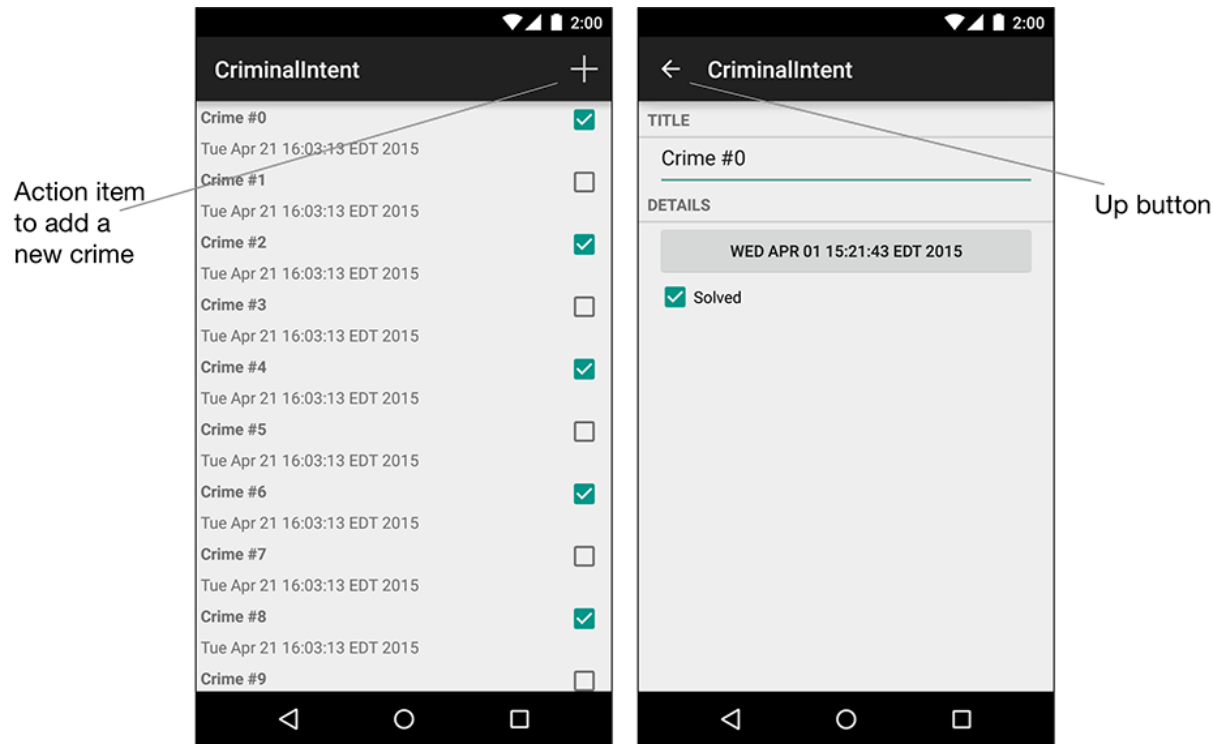 2:00
CriminalIntent
Crime #0
Tue Apr 21 16:03:13 EDT 2015
Crime #1
Tue Apr 21 16:03:13 EDT 2015
Crime #2
Tue Apr 21 16:03:13 EDT 2015
Crime #3
Tue Apr 21 16:03:13 EDT 2015
Crime #4
Tue Apr 21 16:03:13 EDT 2015
Crime #5
Tue Apr 21 16:03:13 EDT 2015
Crime #6
Tue Apr 21 16:03:13 EDT 2015
Crime #7
Tue Apr 21 16:03:13 EDT 2015
Crime #8
Tue Apr 21 16:03:13 EDT 2015
Crime #9
Action item
to add a
new crime
2:00
CriminalIntent
TITLE
Crime #0
DETAILS
WED APR 01 15:21:43 EDT 2015
Solved
Up button